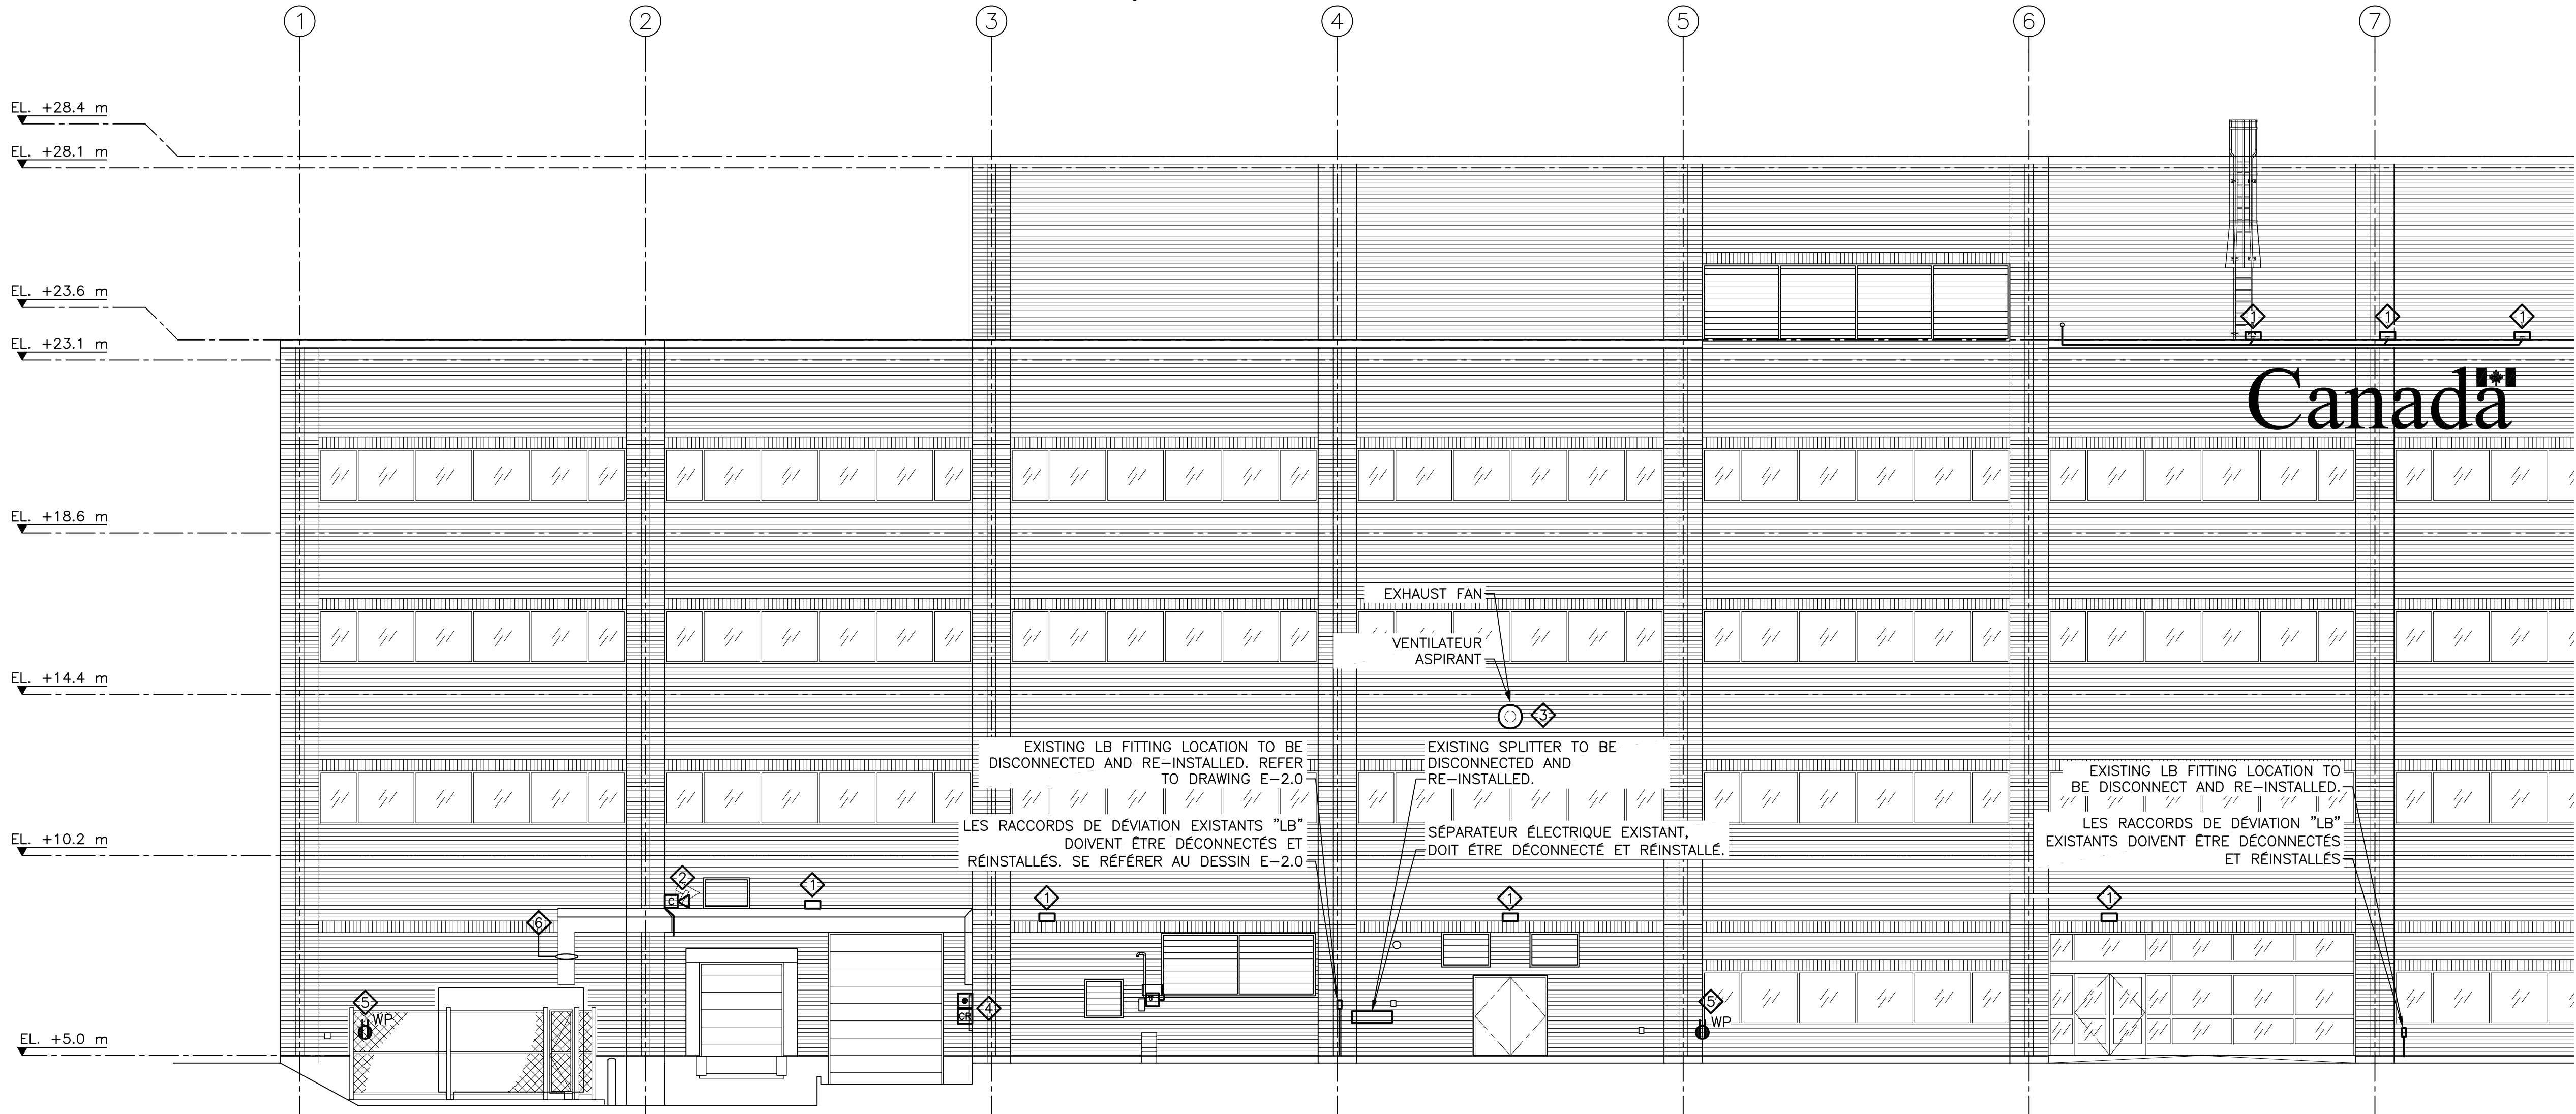 1 2 3 4 5 6 7
EL. +28.4 m
EL. +28.1 m
EL. +23.6 m
1 1 1
EL. +23.1 m
Canada
EL. +18.6 m
EXHAUST FAN
VENTILATEUR
ASPIRANT
EL. +14.4 m
3
EXISTING LB FITTING LOCATION TO BE
DISCONNECTED AND RE-INSTALLED. REFER
TO DRAWING E-2.0
LES RACCORDS DE DÉVIATION EXISTANTS "LB"
DOIVENT ÊTRE DÉCONNECTÉS ET
RÉINSTALLÉS. SE RÉFÉRER AU DESSIN E-2.0
EXISTING SPLITTER TO BE
DISCONNECTED AND
RE-INSTALLED.
SÉPARATEUR ÉLECTRIQUE EXISTANT,
DOIT ÉTRE DÉCONNECTÉ ET RÉINSTALLÉ.
EXISTING LB FITTING LOCATION TO
BE DISCONNECT AND RE-INSTALLED.
LES RACCORDS DE DÉVIATION "LB"
EXISTANTS DOIVENT ÊTRE DÉCONNECTÉS
ET RÉINSTALLÉS
EL. +10.2 m
2
C
1
1
1
1
6
5
WP
CR
4
5
WP
EL. +5.0 m